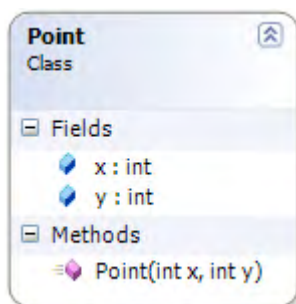 Point
Class
Fields
x : int
y : int
Methods
Point(int x, int y)